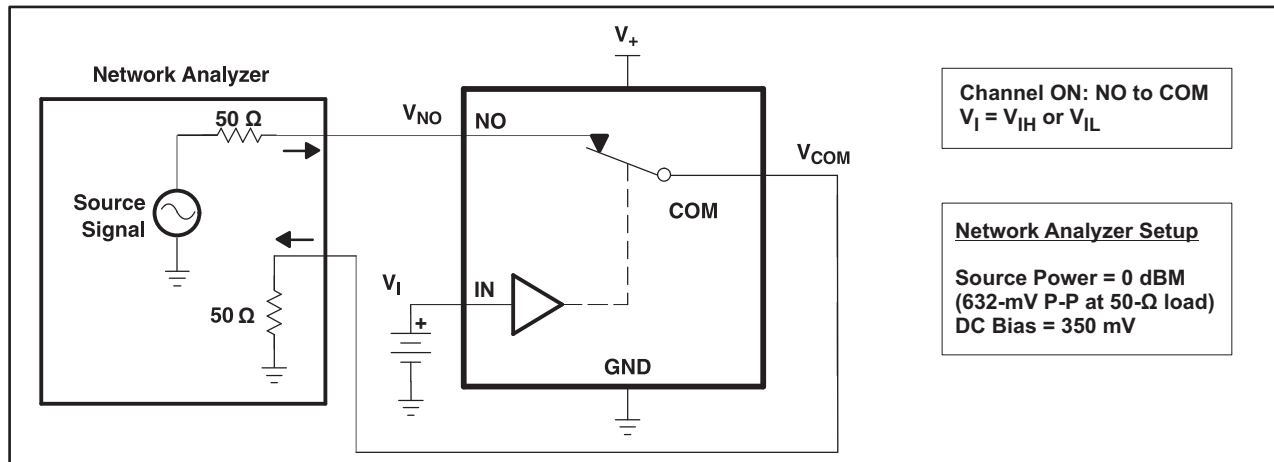 Network Analyzer
50 Ω
Source
Signal
50 Ω
V+
VNO
NO
VCOM
COM
VI
IN
+
GND
Channel ON: NO to COM
VI = VIH or VIL
Network Analyzer Setup
Source Power = 0 dBM
(632-mV P-P at 50-Ω load)
DC Bias = 350 mV